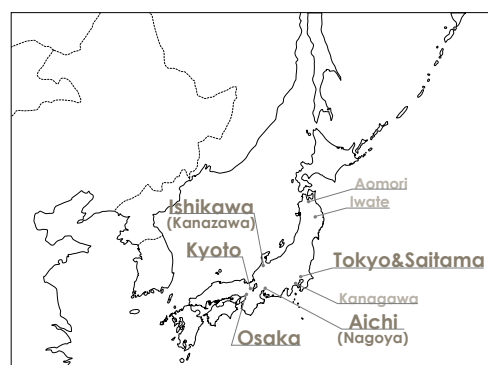 Aomori
Iwate
Ishikawa
(Kanazawa)
Kyoto
Tokyo&Saitama
Kanagawa
Aichi
(Nagoya)
Osaka